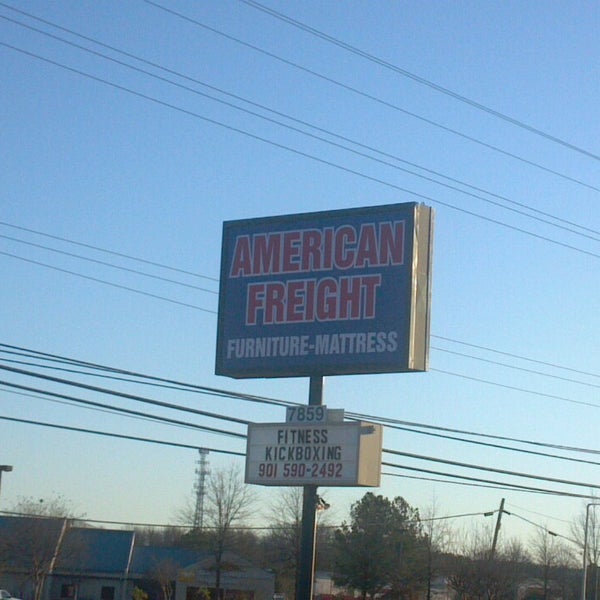 AMERICAN
FREIGHT
FURNITURE-MATTRESS
7859
FITNESS
KICKBOXING
901 590-2492